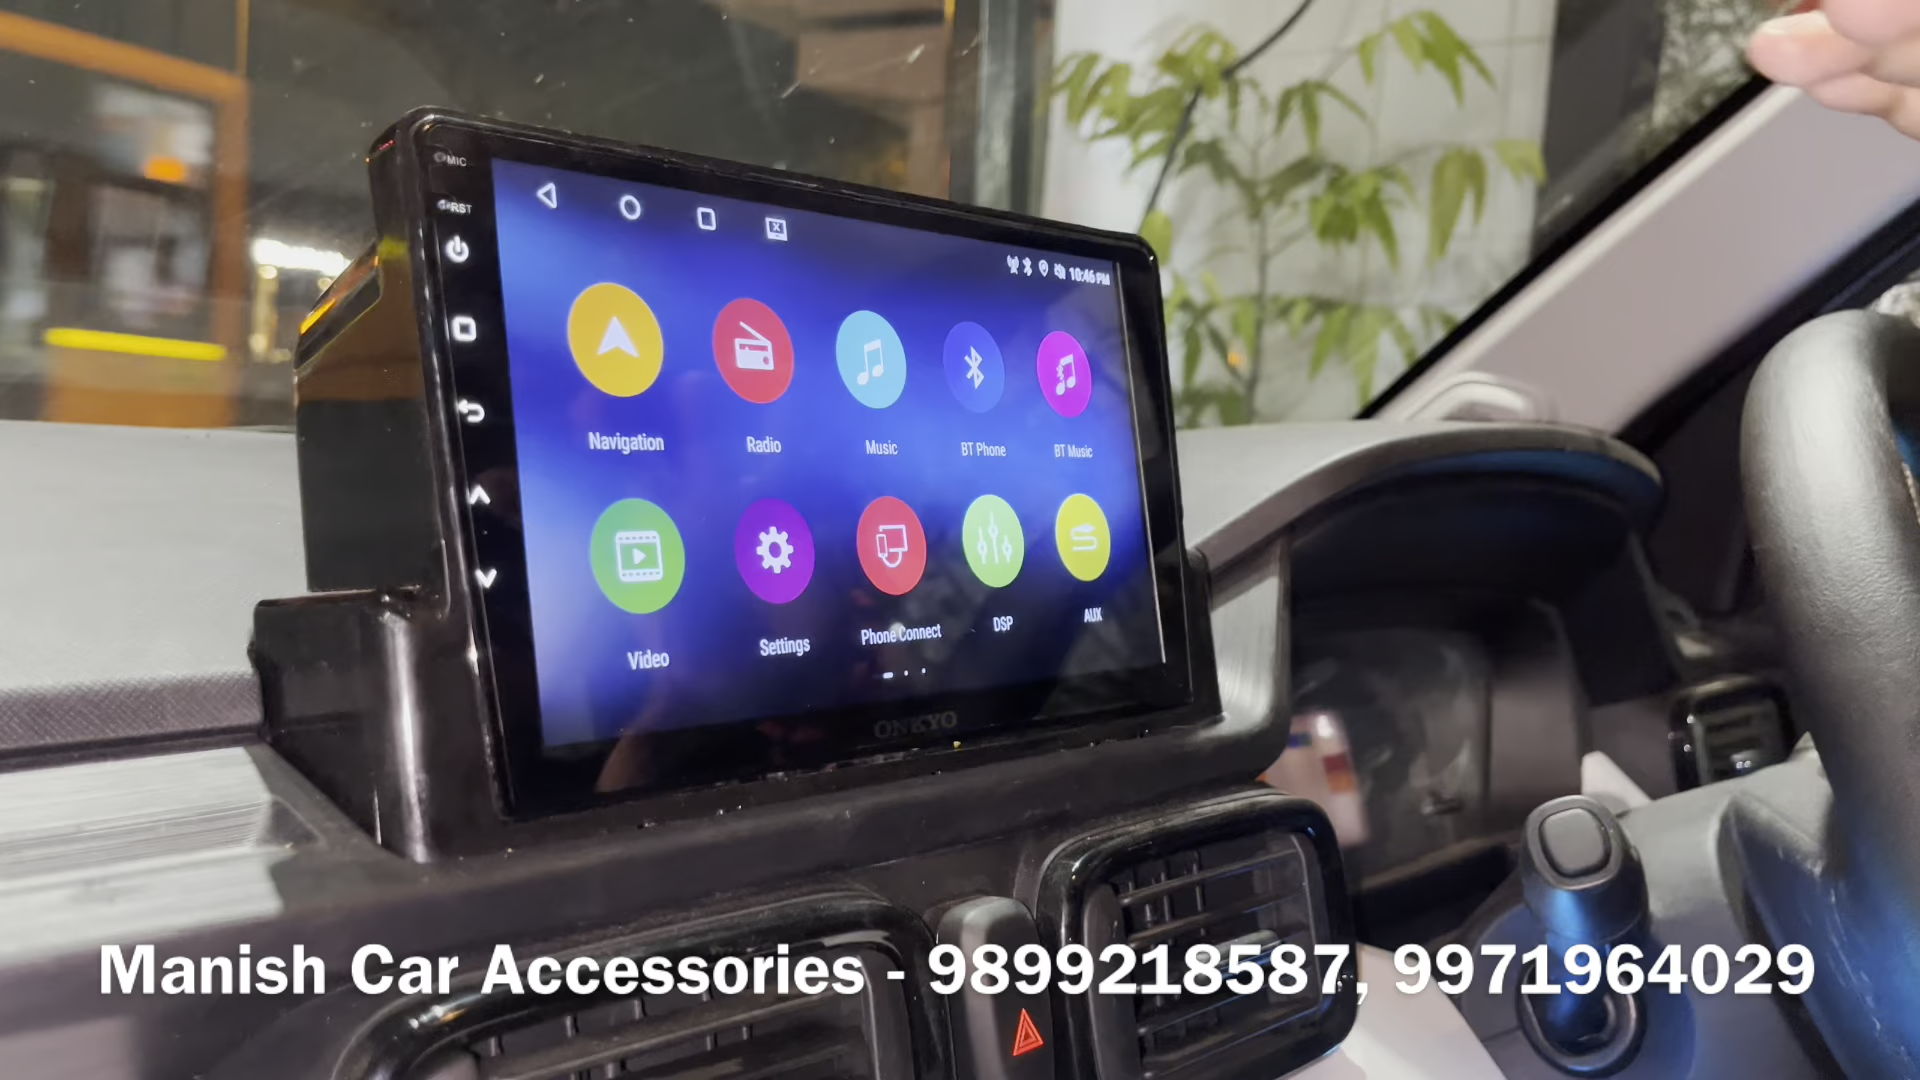 MIC
RST
10:46 PM
Navigation
Radio
Music
BT Phone
BT Music
Video
Settings
Phone Connect
DSP
AUX
ONKYO
Manish Car Accessories - 9899218587, 9971964029